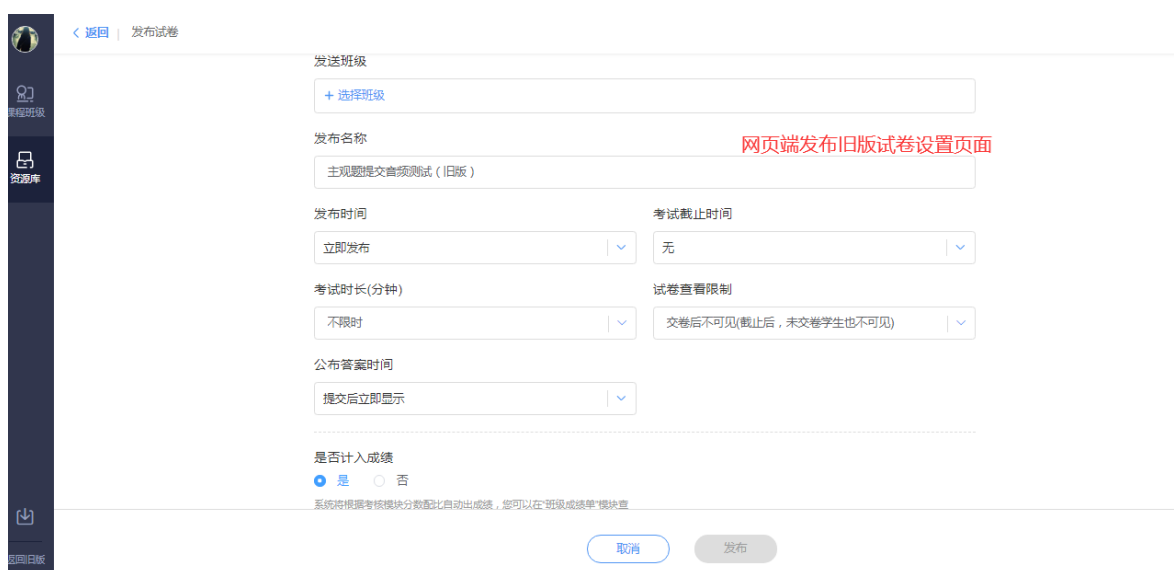 < 返回 | 发布试卷
课程班级
资源库
返回旧版
发送班级
+ 选择班级
发布名称
网页端发布旧版试卷设置页面
主观题提交音频测试(旧版)
发布时间
考试截止时间
立即发布
无
考试时长(分钟)
试卷查看限制
不限时
交卷后不可见(截止后，未交卷学生也不可见)
公布答案时间
提交后立即显示
是否计入成绩
是 否
系统将根据考核模块分数配比自动出成绩，您可以在"班级成绩单"模块查
取消
发布